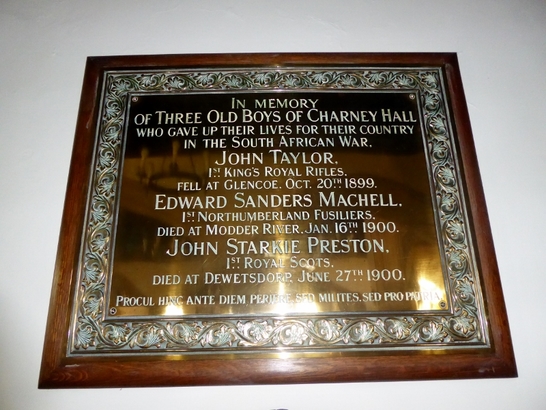 IN MEMORY
OF THREE OLD BOYS OF CHARNEY HALL
WHO GAVE UP THEIR LIVES FOR THEIR COUNTRY
IN THE SOUTH AFRICAN WAR.
JOHN TAYLOR,
1ST KING'S ROYAL RIFLES.
FELL AT GLENCOE, OCT. 20TH 1899.
EDWARD SANDERS MACHELL.
1ST NORTHUMBERLAND FUSILIERS.
DIED AT MODDER RIVER, JAN. 16TH 1900.
JOHN STARKIE PRESTON,
1ST ROYAL SCOTS.
DIED AT DEWETSDORP, JUNE 27TH 1900.
PROCUL HINC ANTE DIEM PERIERE, SED MILITES, SED PRO PATRIA.